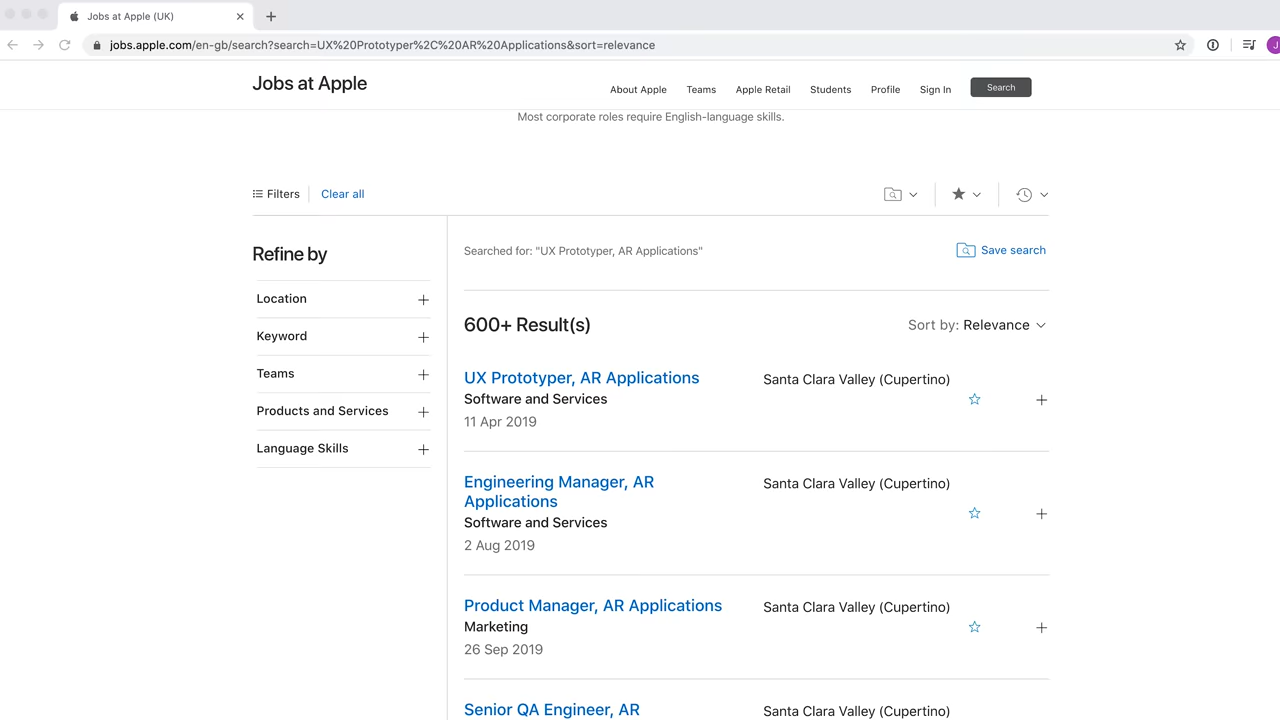 Jobs at Apple (UK)
jobs.apple.com/en-gb/search?search=UX%20Prototyper%2C%20AR%20Applications&sort=relevance
J
Jobs at Apple
About Apple Teams Apple Retail Students Profile Sign In Search
Most corporate roles require English-language skills.
Filters Clear all
Refine by
Location
Keyword
Teams
Products and Services
Language Skills
Searched for: "UX Prototyper, AR Applications"
Save search
600+ Result(s)
Sort by: Relevance
UX Prototyper, AR Applications
Santa Clara Valley (Cupertino)
Software and Services
11 Apr 2019
Engineering Manager, AR
Applications
Santa Clara Valley (Cupertino)
Software and Services
2 Aug 2019
Product Manager, AR Applications
Santa Clara Valley (Cupertino)
Marketing
26 Sep 2019
Senior QA Engineer, AR
Santa Clara Valley (Cupertino)